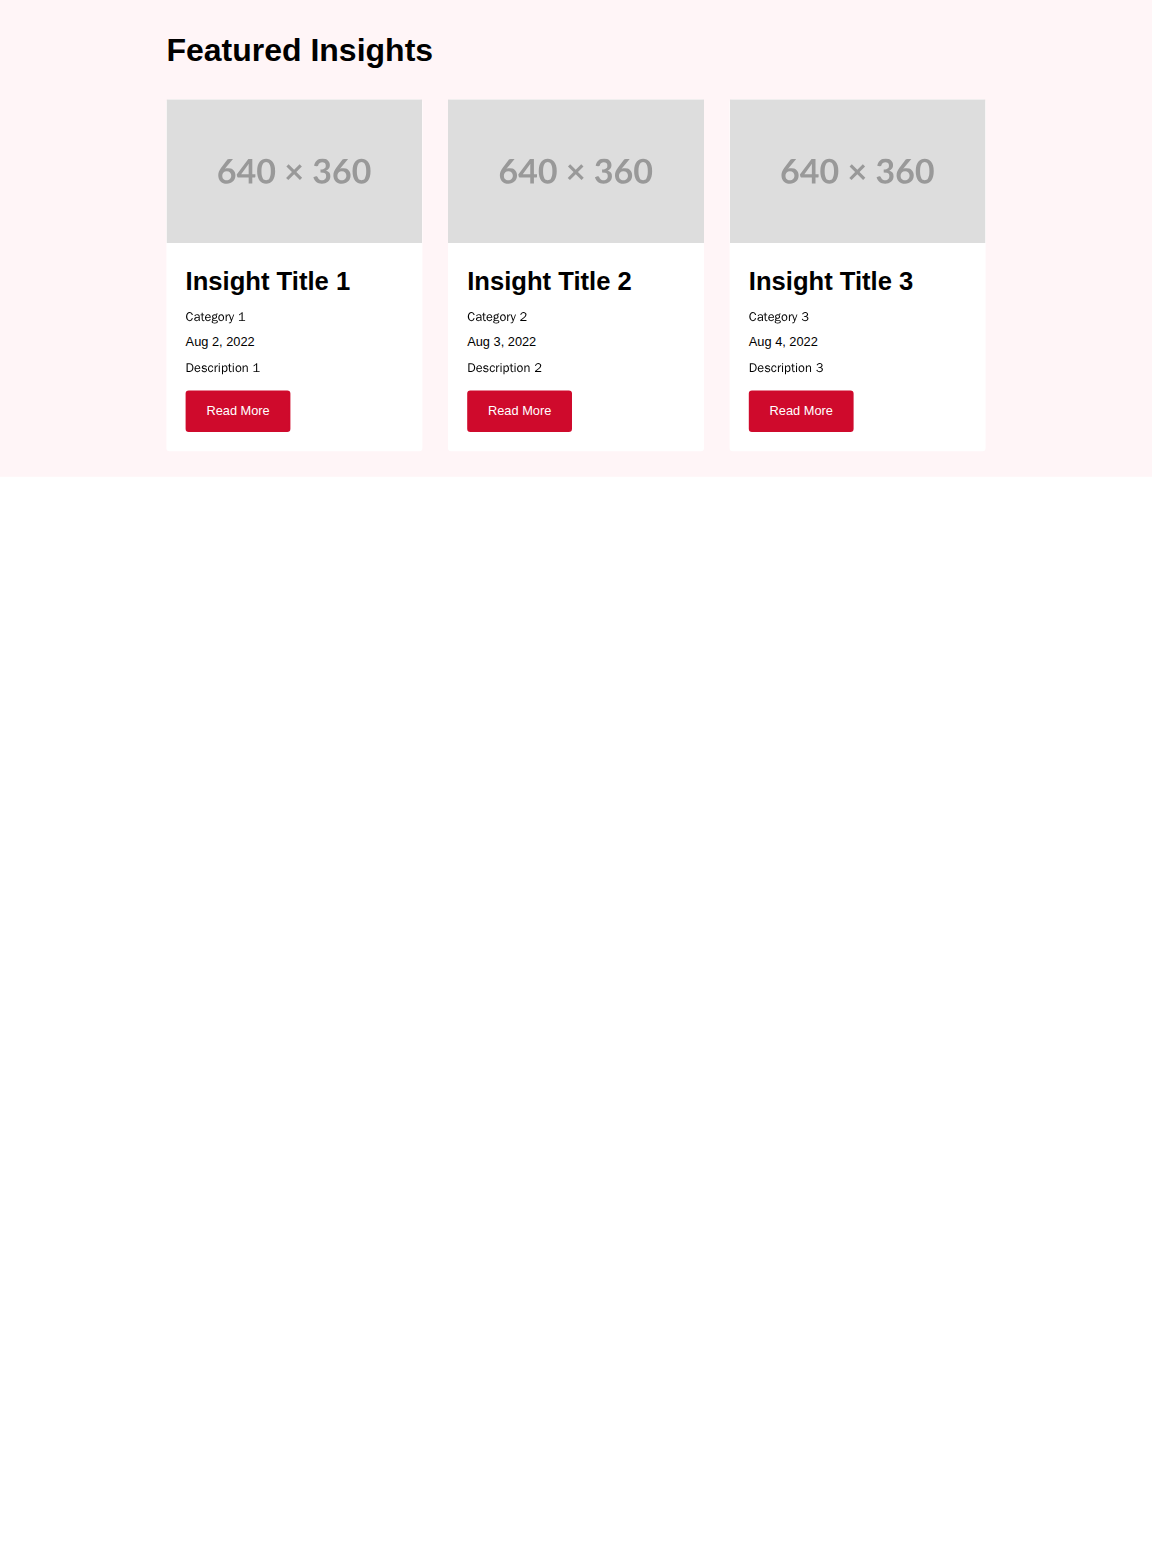 Featured Insights
640 × 360
Insight Title 1
Category 1
Aug 2, 2022
Description 1
Read More
640 × 360
Insight Title 2
Category 2
Aug 3, 2022
Description 2
Read More
640 × 360
Insight Title 3
Category 3
Aug 4, 2022
Description 3
Read More